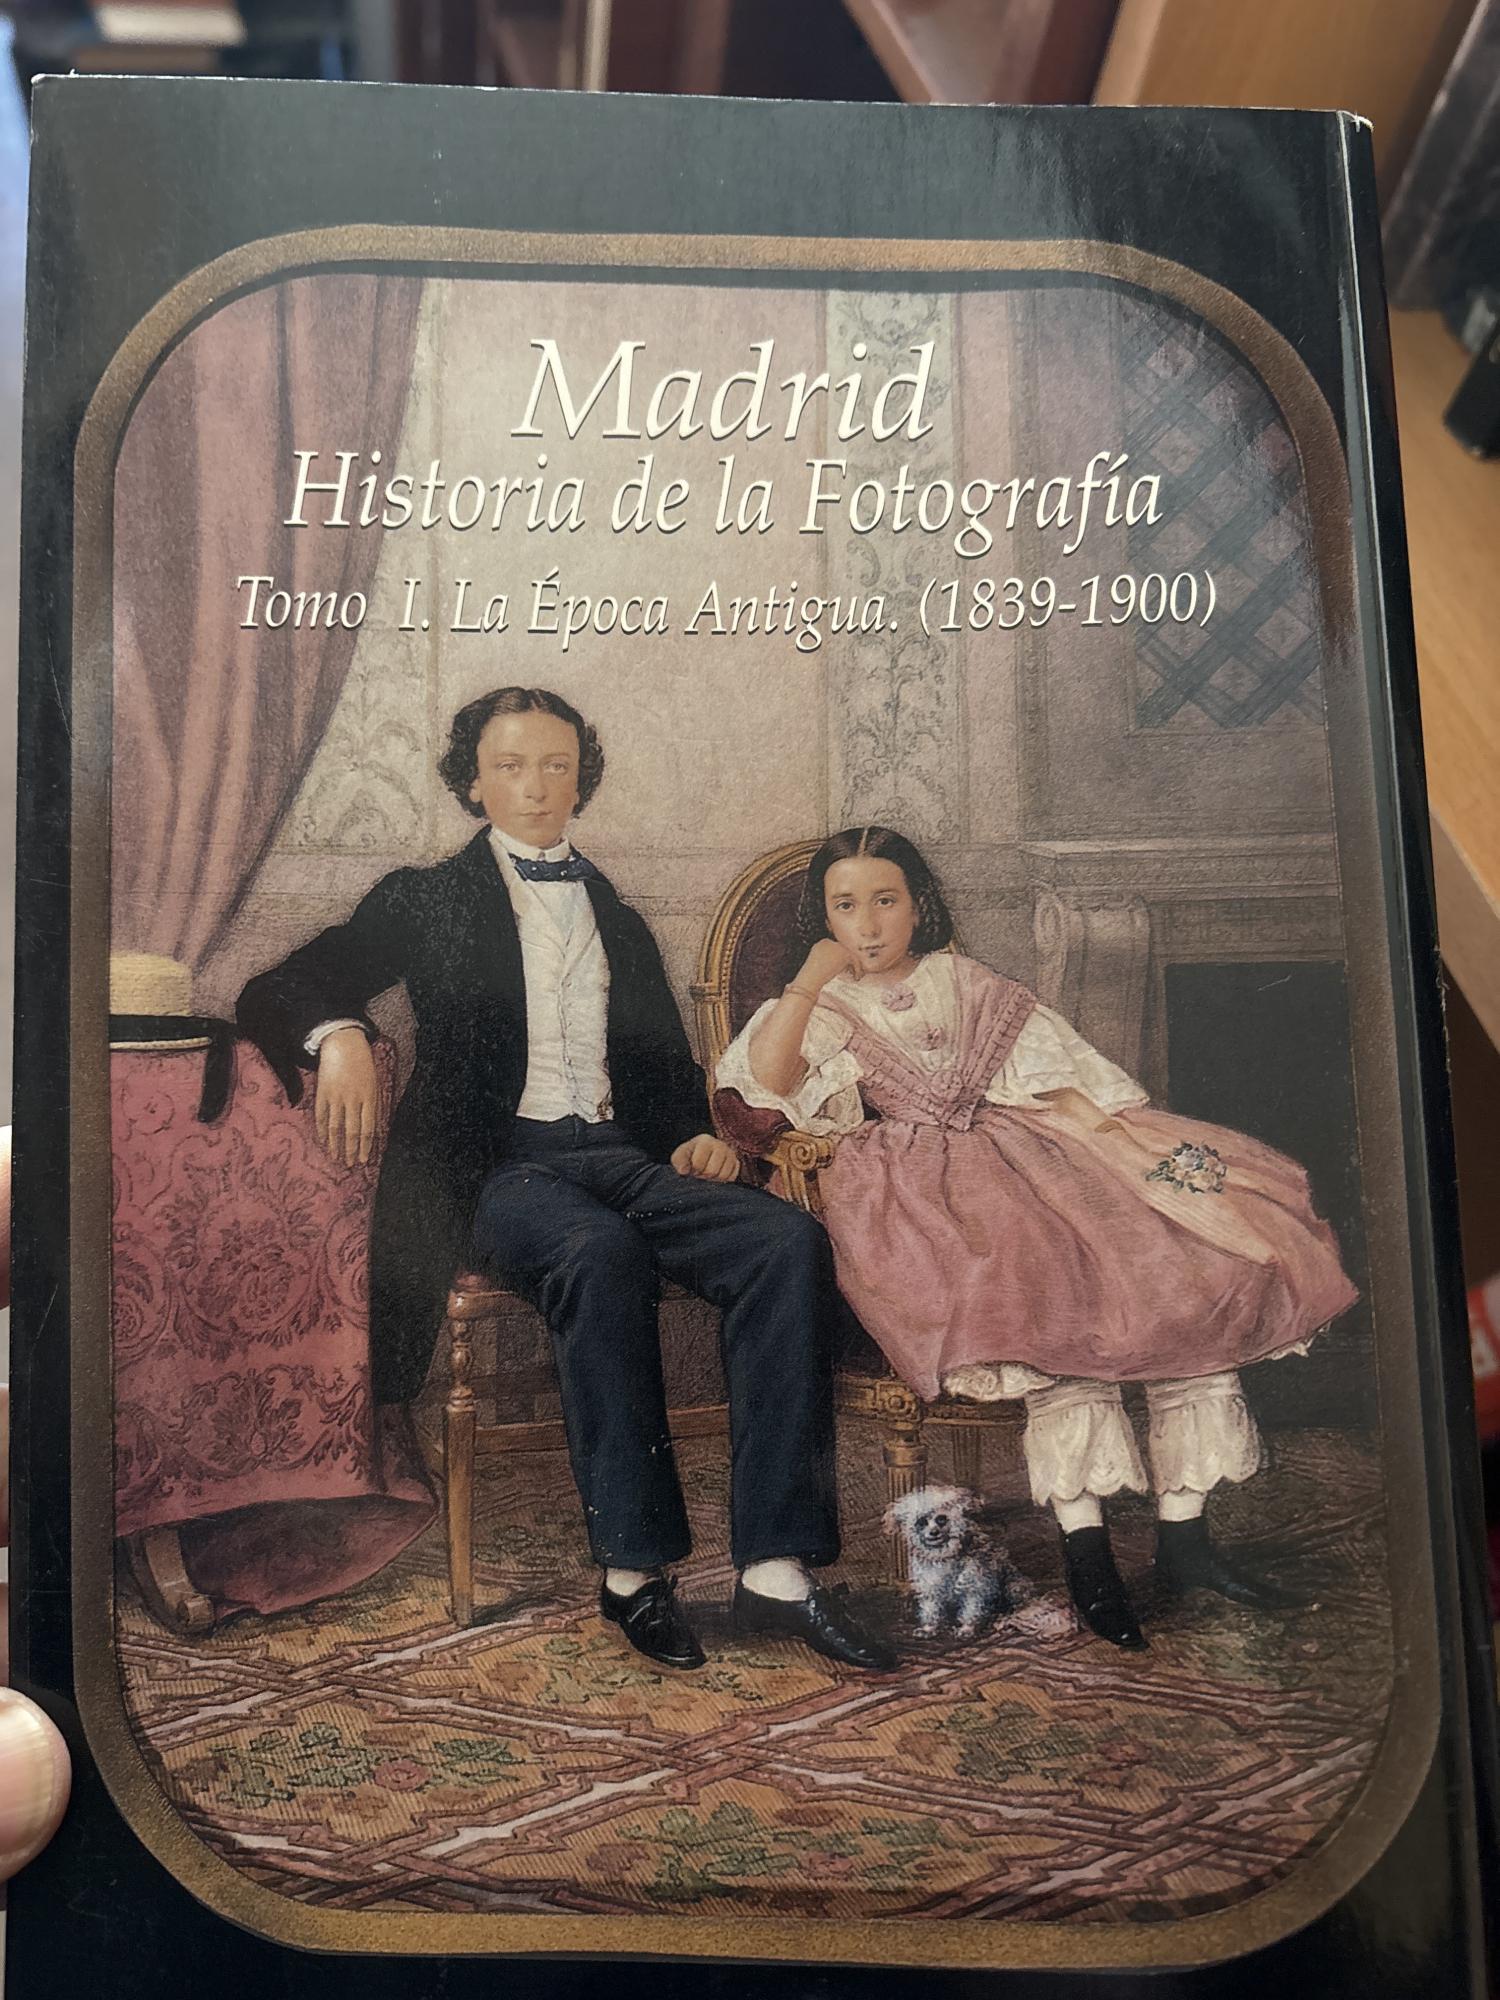 Madrid
Historia de la Fotografía
Tomo I. La Época Antigua. (1839-1900)